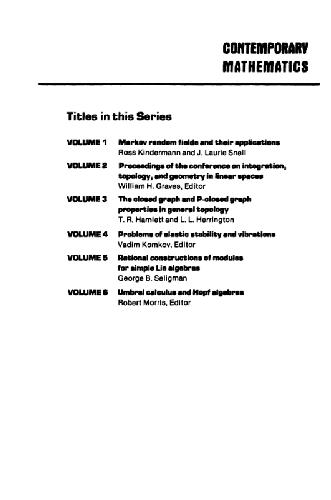 CONTEMPORARY
MATHEMATICS
Titles in this Series
VOLUME 1 Markov random fields and their applications
Ross Kindermann and J. Laurie Snell
VOLUME 2 Proceedings of the conference on integration,
topology, and geometry in linear spaces
William H. Graves, Editor
VOLUME 3 The closed graph and P-closed graph
properties in general topology
T. R. Hamlett and L. L. Herrington
VOLUME 4 Problems of elastic stability and vibrations
Vadim Komkov, Editor
VOLUME 5 Rational constructions of modules
for simple Lie algebras
George B. Seligman
VOLUME 6 Umbral calculus and Hopf algebras
Robert Morris, Editor